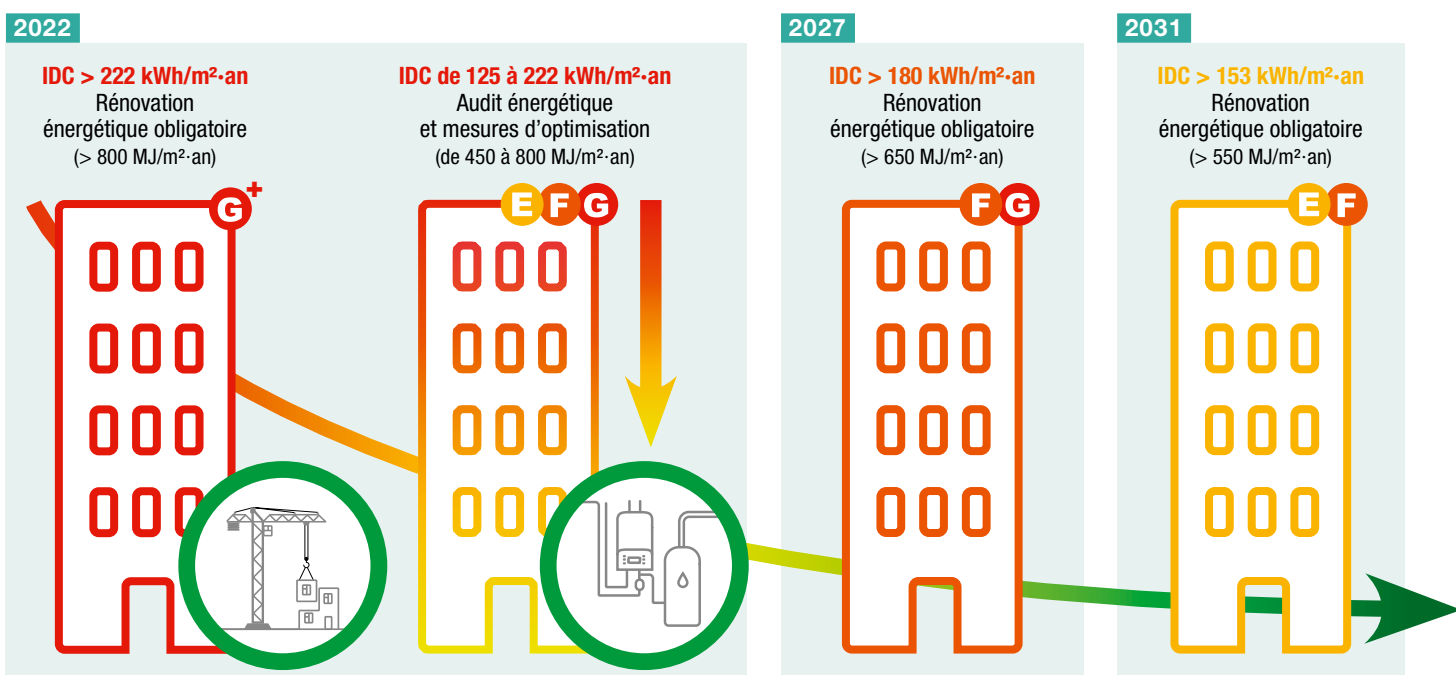 2022
IDC > 222 kWh/m²·an
Rénovation
énergétique obligatoire
(> 800 MJ/m²·an)
G+
IDC de 125 à 222 kWh/m²·an
Audit énergétique
et mesures d’optimisation
(de 450 à 800 MJ/m²·an)
E F G
2027
IDC > 180 kWh/m²·an
Rénovation
énergétique obligatoire
(> 650 MJ/m²·an)
F G
2031
IDC > 153 kWh/m²·an
Rénovation
énergétique obligatoire
(> 550 MJ/m²·an)
E F